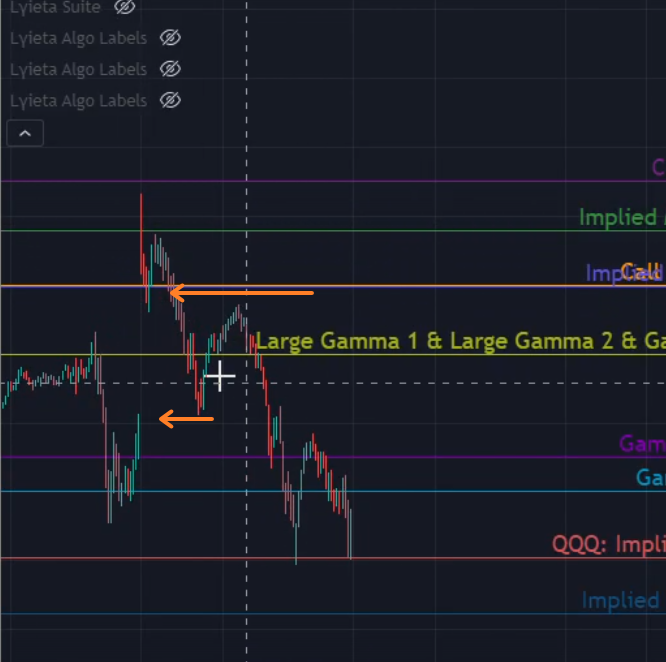 Lyieta Suite
Lyieta Algo Labels
Lyieta Algo Labels
Lyieta Algo Labels
C
Implied
Implied Call
Large Gamma 1 & Large Gamma 2 & Ga
Gam
Ga
QQQ: Impli
Implied